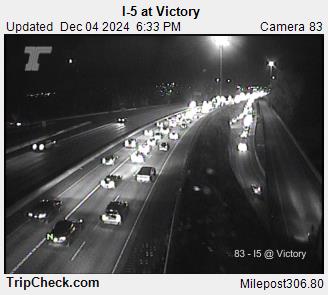 I-5 at Victory
Updated Dec 04 2024 6:33 PM Camera 83
T
N
83 - I5 @ Victory
TripCheck.com Milepost306.80